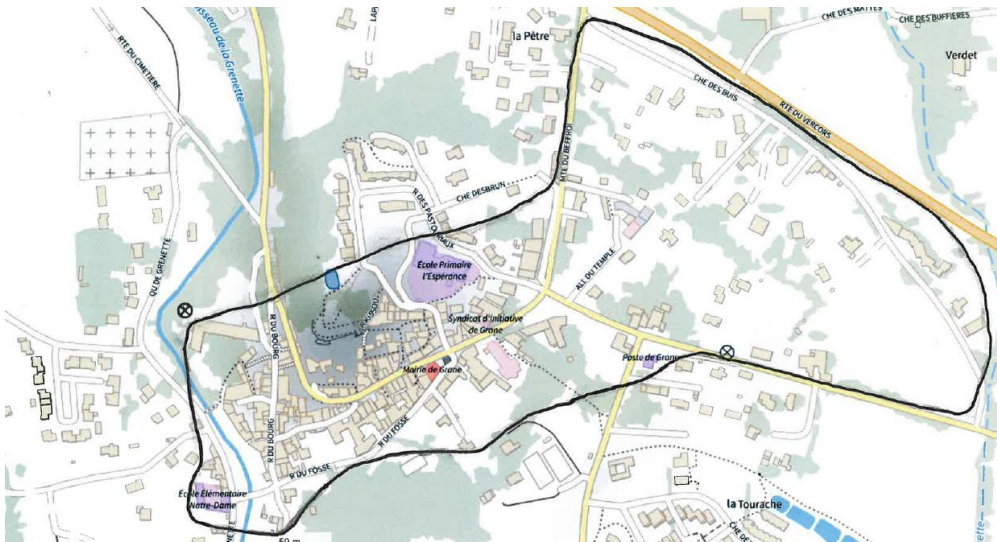 CHE DES MATTES
CHE DES BUFFIERES
la Pêtre
Verdet
RTE DU CIMETIERE
Ruisseau de la Grenette
CHE DES BUIS
RTE DU VERCORS
MTE DU BEFFROI
R DES PASTOURAUX
CHE DESBRUN
Ecole Primaire
l'Espérance
QU DE GRENETTE
ALL DU TEMPLE
R DU BOURG
Syndicat d'Initiative
de Grane
Poste de Grane
Mairie de Grane
R DU BOURG
R DU FOSSE
R DU FOSSE
Ecole Elémentaire
Notre-Dame
la Tourache
50 m